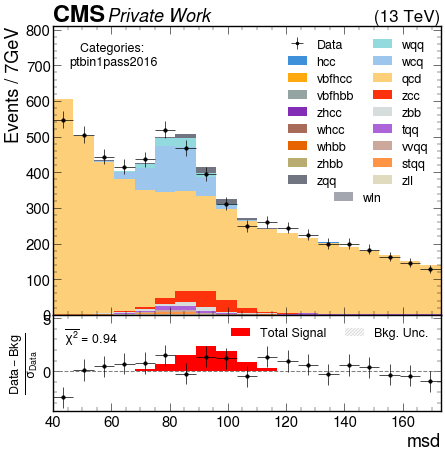 CMS Private Work (13 TeV)
Events / 7GeV
800
700
600
500
400
300
200
100
0
Categories:
ptbin1pass2016
Data
hcc
vbfhcc
vbfhbb
zhcc
whcc
whbb
zhbb
zqq
wqq
wcq
qcd
zcc
zbb
tqq
vvqq
stqq
zll
wln
Data − Bkg
σData
9
0
χ² = 0.94
Total Signal
Bkg. Unc.
40 60 80 100 120 140 160
msd